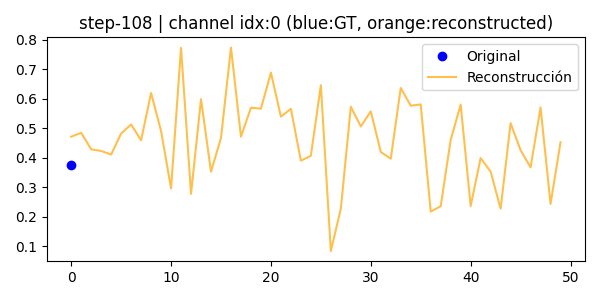 step-108 | channel idx:0 (blue:GT, orange:reconstructed)
Original
Reconstrucción
0.8
0.7
0.6
0.5
0.4
0.3
0.2
0.1
0 10 20 30 40 50